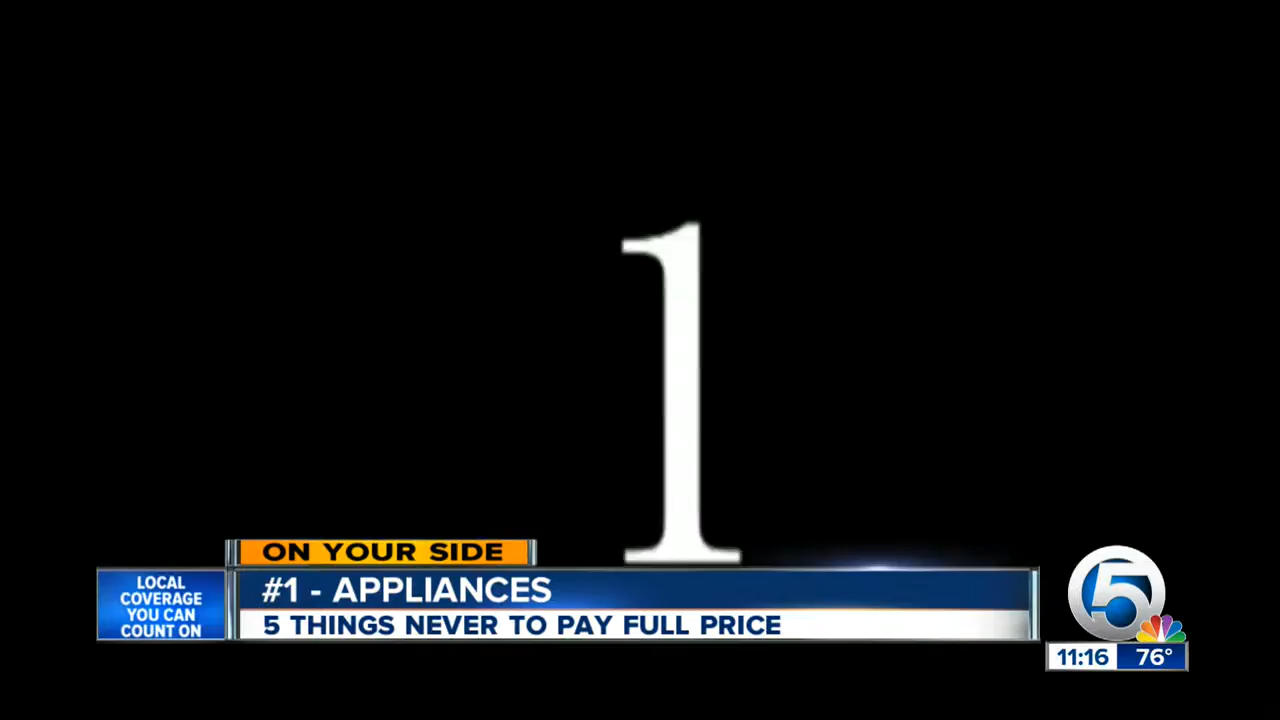 1
ON YOUR SIDE
LOCAL
COVERAGE
YOU CAN
COUNT ON
#1 - APPLIANCES
5 THINGS NEVER TO PAY FULL PRICE
5
11:16 76°